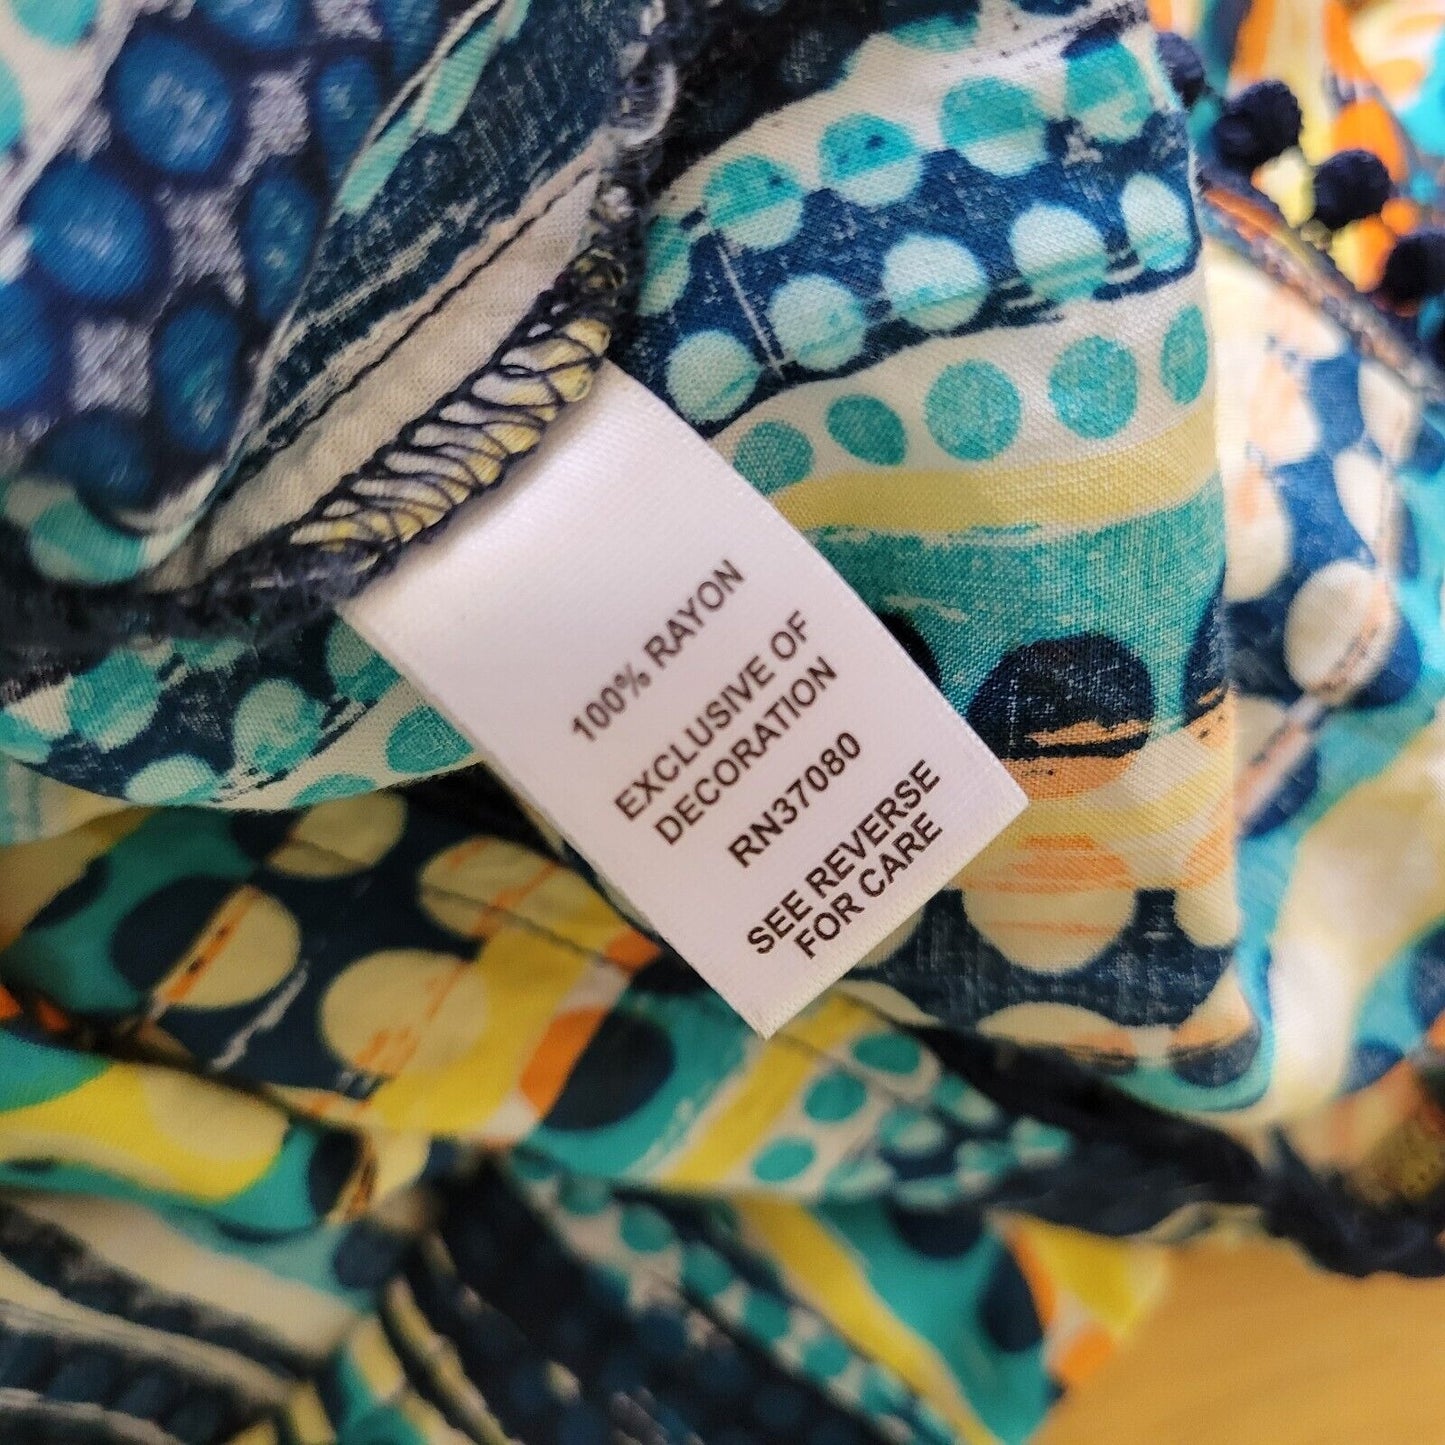 100% RAYON
EXCLUSIVE OF
DECORATION
RN37080
SEE REVERSE
FOR CARE